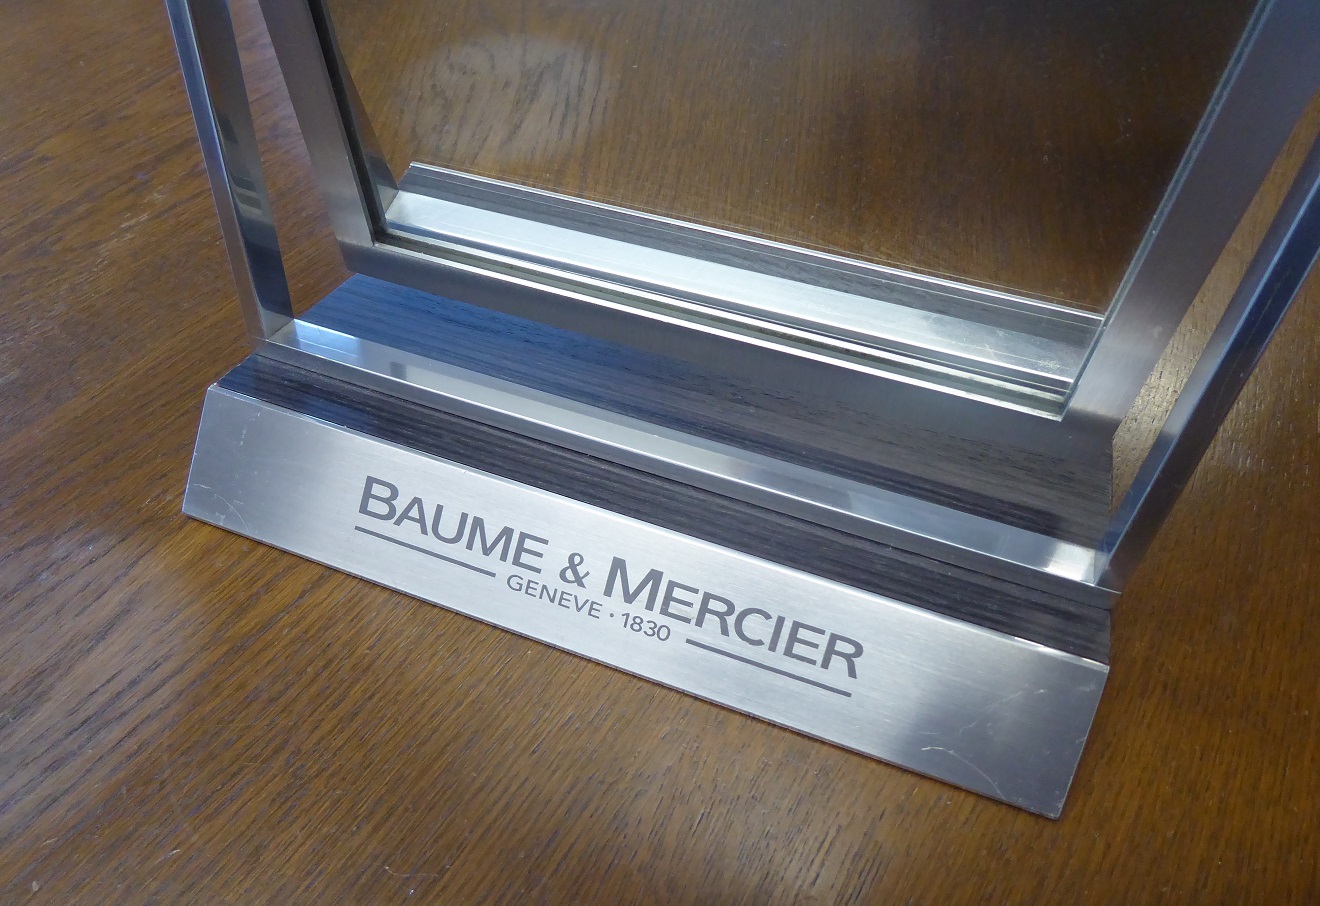 BAUME & MERCIER
GENEVE · 1830